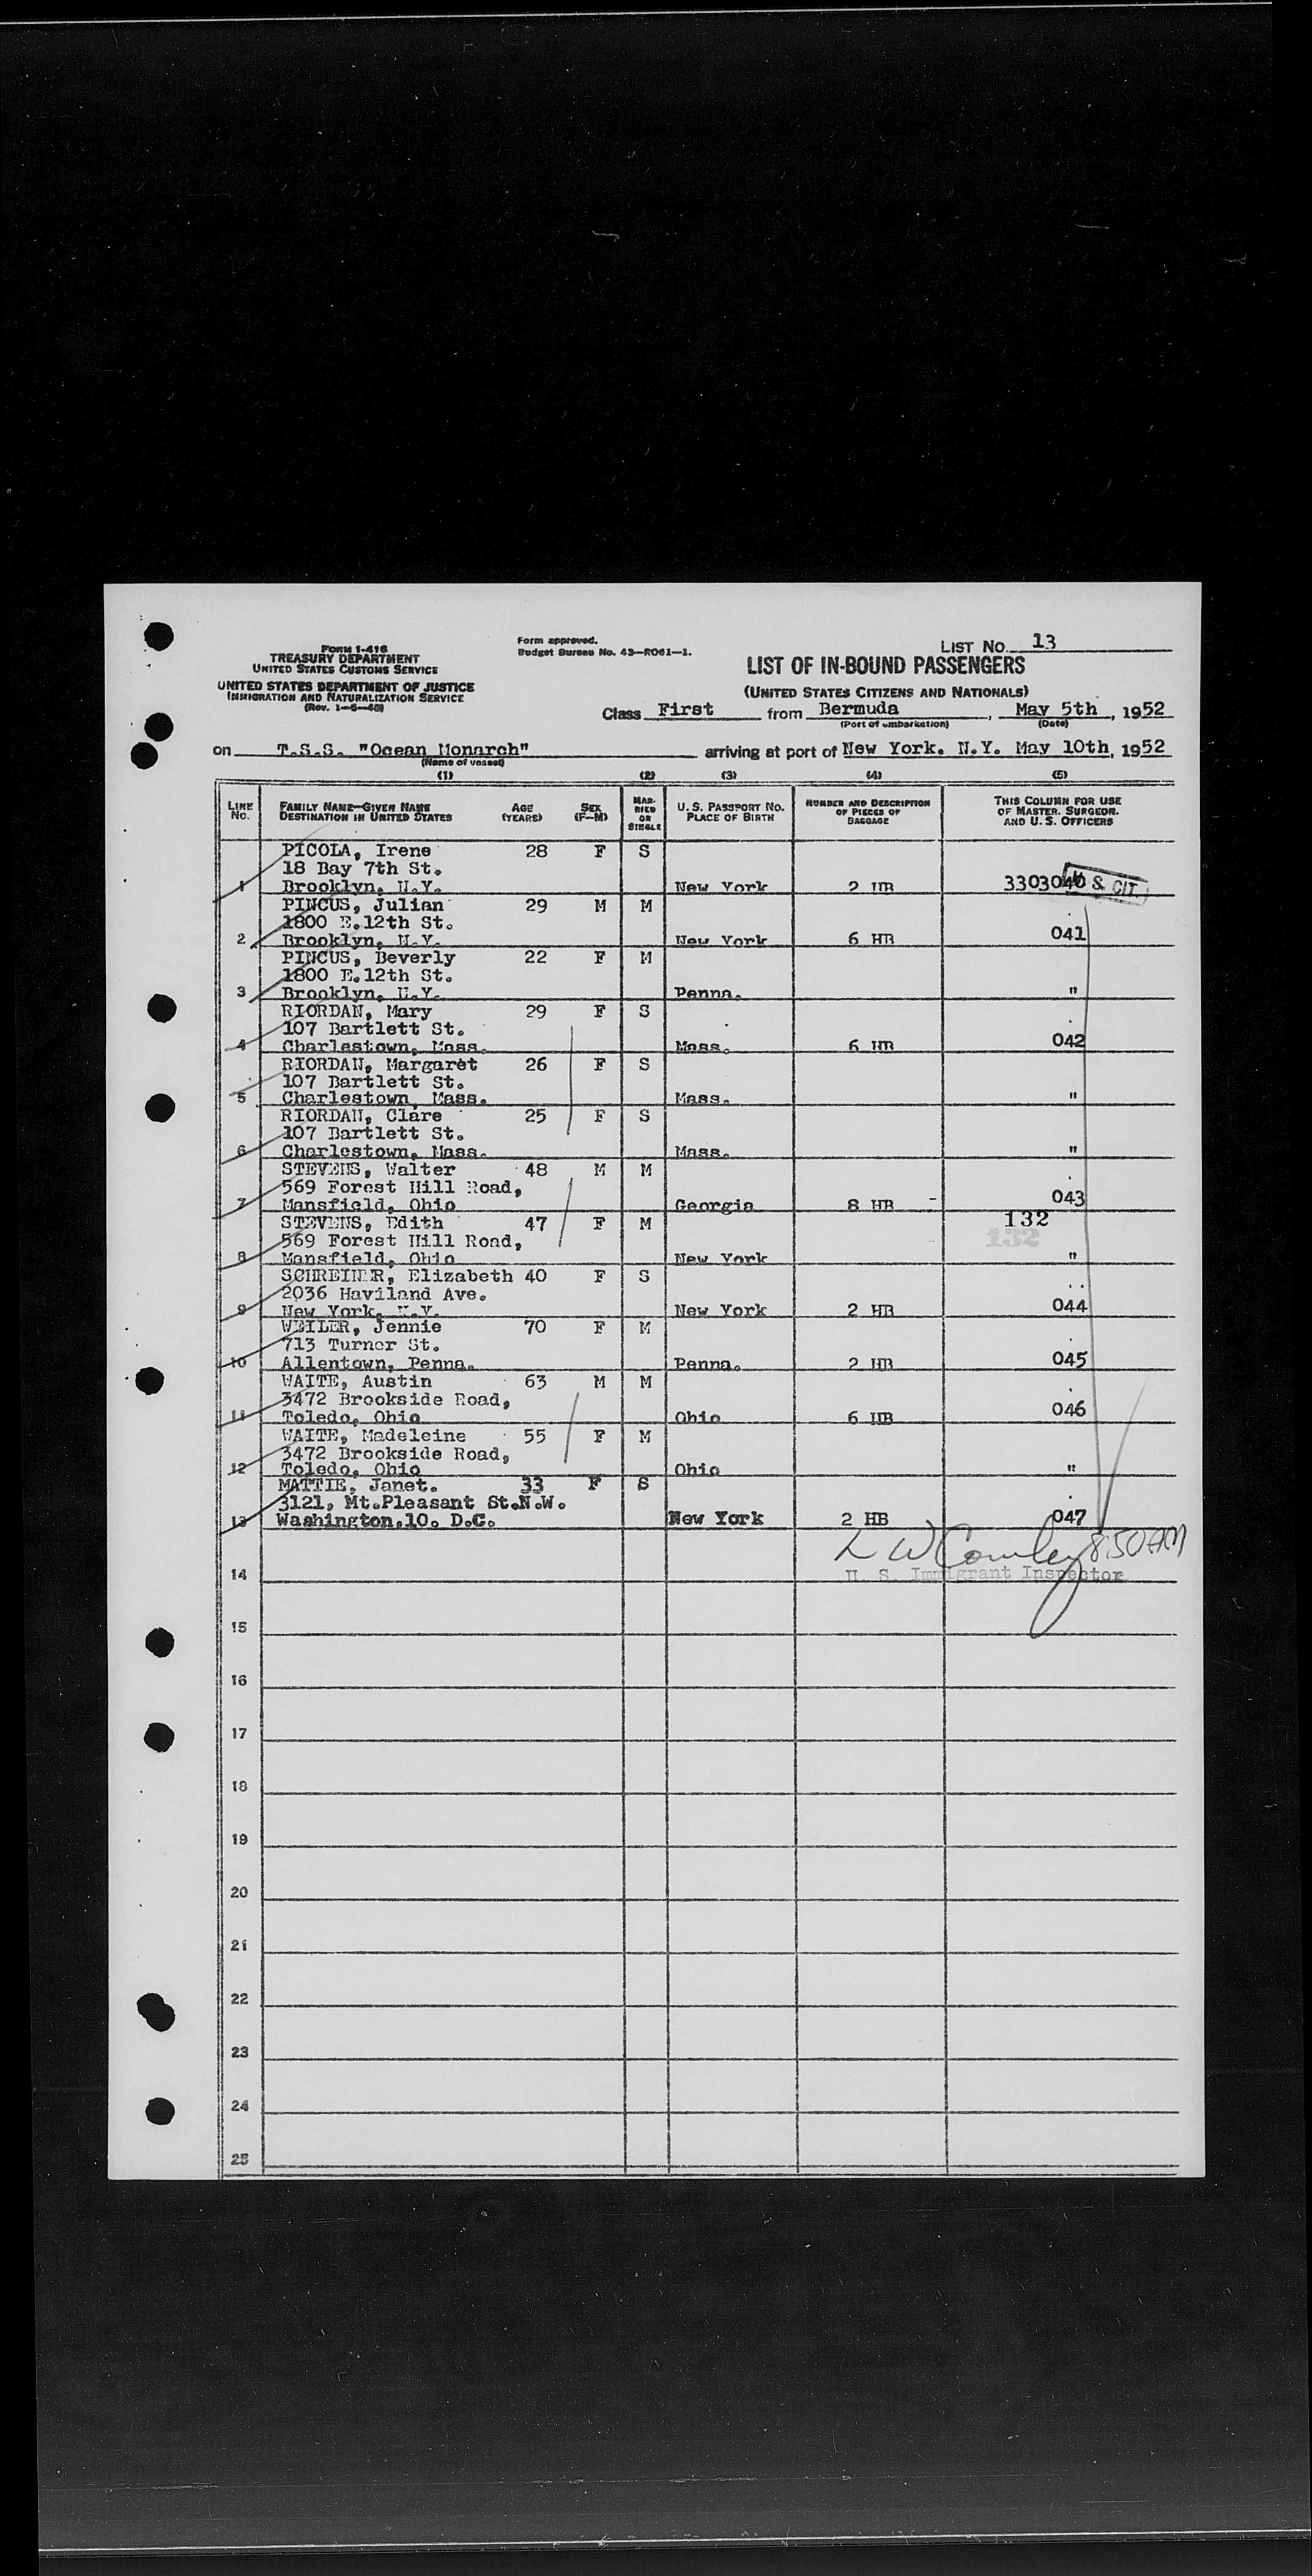 Form I-416
TREASURY DEPARTMENT
UNITED STATES CUSTOMS SERVICE
UNITED STATES DEPARTMENT OF JUSTICE
IMMIGRATION AND NATURALIZATION SERVICE
(Rev. 1-5-48)
Form approved.
Budget Bureau No. 43-R061-1.
LIST No. 13
LIST OF IN-BOUND PASSENGERS
(UNITED STATES CITIZENS AND NATIONALS)
Class First from Bermuda, May 5th, 1952
(Port of embarkation) (Date)
on T.S.S. "Ocean Monarch" arriving at port of New York. N.Y. May 10th, 1952
(Name of vessel)
(1) (2) (3) (4) (5)
LINE No. FAMILY NAME—GIVEN NAME DESTINATION IN UNITED STATES AGE (YEARS) SEX (F—M) MARRIED OR SINGLE U.S. PASSPORT No. PLACE OF BIRTH NUMBER AND DESCRIPTION OF PIECES OF BAGGAGE THIS COLUMN FOR USE OF MASTER, SURGEON, AND U. S. OFFICERS
PICOLA, Irene 28 F S
18 Bay 7th St.
1 Brooklyn, N.Y. New York 2 HB 3303040 & CIT
PINCUS, Julian 29 M M
1800 E.12th St.
2 Brooklyn, N.Y. New York 6 HB 041
PINCUS, Beverly 22 F M
1800 E.12th St.
3 Brooklyn, N.Y. Penna. "
RIORDAN, Mary 29 F S
107 Bartlett St.
4 Charlestown, Mass. Mass. 6 HB 042
RIORDAN, Margaret 26 F S
107 Bartlett St.
5 Charlestown, Mass. Mass. "
RIORDAN, Clare 25 F S
107 Bartlett St.
6 Charlestown, Mass. Mass. "
STEVENS, Walter 48 M M
569 Forest Hill Road,
7 Mansfield, Ohio Georgia 8 HB - 043
STEVENS, Edith 47 F M 132
569 Forest Hill Road, 132
8 Mansfield, Ohio New York "
SCHREINER, Elizabeth 40 F S
2036 Haviland Ave.
9 New York, N.Y. New York 2 HB 044
WEILER, Jennie 70 F M
713 Turner St.
10 Allentown, Penna. Penna. 2 HB 045
WAITE, Austin 63 M M
3472 Brookside Road,
11 Toledo, Ohio Ohio 6 HB 046
WAITE, Madeleine 55 F M
3472 Brookside Road,
12 Toledo, Ohio Ohio "
MATTIE, Janet. 33 F S
3121, Mt.Pleasant St.N.W.
13 Washington.10. D.C. New York 2 HB 047
L W Comley 8:50 AM
14 U. S. Immigrant Inspector
15
16
17
18
19
20
21
22
23
24
25